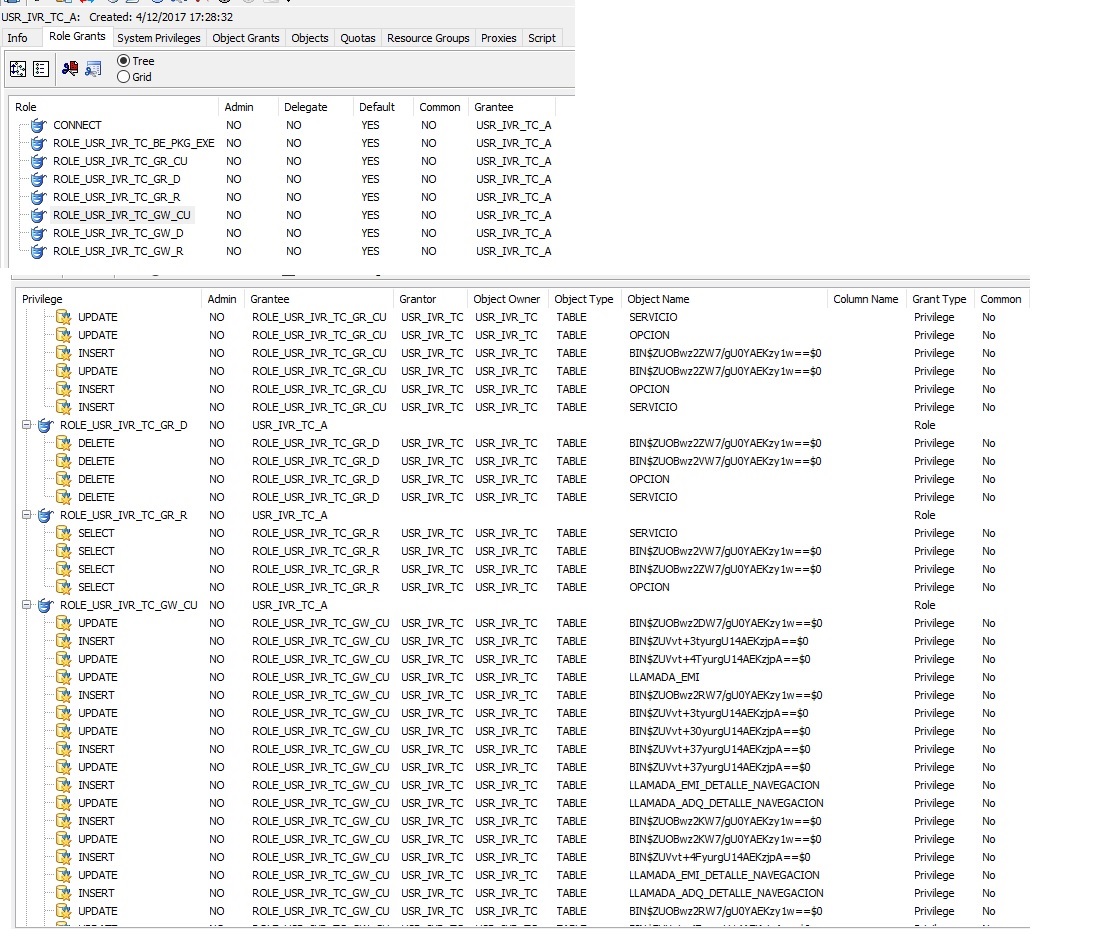 USR_IVR_TC_A: Created: 4/12/2017 17:28:32
Info Role Grants System Privileges Object Grants Objects Quotas Resource Groups Proxies Script
Tree
Grid
Role Admin Delegate Default Common Grantee
CONNECT NO NO YES NO USR_IVR_TC_A
ROLE_USR_IVR_TC_BE_PKG_EXE NO NO YES NO USR_IVR_TC_A
ROLE_USR_IVR_TC_GR_CU NO NO YES NO USR_IVR_TC_A
ROLE_USR_IVR_TC_GR_D NO NO YES NO USR_IVR_TC_A
ROLE_USR_IVR_TC_GR_R NO NO YES NO USR_IVR_TC_A
ROLE_USR_IVR_TC_GW_CU NO NO YES NO USR_IVR_TC_A
ROLE_USR_IVR_TC_GW_D NO NO YES NO USR_IVR_TC_A
ROLE_USR_IVR_TC_GW_R NO NO YES NO USR_IVR_TC_A
Privilege Admin Grantee Grantor Object Owner Object Type Object Name Column Name Grant Type Common
UPDATE NO ROLE_USR_IVR_TC_GR_CU USR_IVR_TC USR_IVR_TC TABLE SERVICIO Privilege No
UPDATE NO ROLE_USR_IVR_TC_GR_CU USR_IVR_TC USR_IVR_TC TABLE OPCION Privilege No
INSERT NO ROLE_USR_IVR_TC_GR_CU USR_IVR_TC USR_IVR_TC TABLE BIN$ZUOBwz2ZW7/gU0YAEKzy1w==$0 Privilege No
UPDATE NO ROLE_USR_IVR_TC_GR_CU USR_IVR_TC USR_IVR_TC TABLE BIN$ZUOBwz2ZW7/gU0YAEKzy1w==$0 Privilege No
INSERT NO ROLE_USR_IVR_TC_GR_CU USR_IVR_TC USR_IVR_TC TABLE OPCION Privilege No
INSERT NO ROLE_USR_IVR_TC_GR_CU USR_IVR_TC USR_IVR_TC TABLE SERVICIO Privilege No
ROLE_USR_IVR_TC_GR_D NO USR_IVR_TC_A Role
DELETE NO ROLE_USR_IVR_TC_GR_D USR_IVR_TC USR_IVR_TC TABLE BIN$ZUOBwz2ZW7/gU0YAEKzy1w==$0 Privilege No
DELETE NO ROLE_USR_IVR_TC_GR_D USR_IVR_TC USR_IVR_TC TABLE BIN$ZUOBwz2VW7/gU0YAEKzy1w==$0 Privilege No
DELETE NO ROLE_USR_IVR_TC_GR_D USR_IVR_TC USR_IVR_TC TABLE OPCION Privilege No
DELETE NO ROLE_USR_IVR_TC_GR_D USR_IVR_TC USR_IVR_TC TABLE SERVICIO Privilege No
ROLE_USR_IVR_TC_GR_R NO USR_IVR_TC_A Role
SELECT NO ROLE_USR_IVR_TC_GR_R USR_IVR_TC USR_IVR_TC TABLE SERVICIO Privilege No
SELECT NO ROLE_USR_IVR_TC_GR_R USR_IVR_TC USR_IVR_TC TABLE BIN$ZUOBwz2VW7/gU0YAEKzy1w==$0 Privilege No
SELECT NO ROLE_USR_IVR_TC_GR_R USR_IVR_TC USR_IVR_TC TABLE BIN$ZUOBwz2ZW7/gU0YAEKzy1w==$0 Privilege No
SELECT NO ROLE_USR_IVR_TC_GR_R USR_IVR_TC USR_IVR_TC TABLE OPCION Privilege No
ROLE_USR_IVR_TC_GW_CU NO USR_IVR_TC_A Role
UPDATE NO ROLE_USR_IVR_TC_GW_CU USR_IVR_TC USR_IVR_TC TABLE BIN$ZUOBwz2DW7/gU0YAEKzy1w==$0 Privilege No
INSERT NO ROLE_USR_IVR_TC_GW_CU USR_IVR_TC USR_IVR_TC TABLE BIN$ZUVvt+3tyurgU14AEKzjpA==$0 Privilege No
UPDATE NO ROLE_USR_IVR_TC_GW_CU USR_IVR_TC USR_IVR_TC TABLE BIN$ZUVvt+4TyurgU14AEKzjpA==$0 Privilege No
UPDATE NO ROLE_USR_IVR_TC_GW_CU USR_IVR_TC USR_IVR_TC TABLE LLAMADA_EMI Privilege No
INSERT NO ROLE_USR_IVR_TC_GW_CU USR_IVR_TC USR_IVR_TC TABLE BIN$ZUOBwz2RW7/gU0YAEKzy1w==$0 Privilege No
UPDATE NO ROLE_USR_IVR_TC_GW_CU USR_IVR_TC USR_IVR_TC TABLE BIN$ZUVvt+3tyurgU14AEKzjpA==$0 Privilege No
UPDATE NO ROLE_USR_IVR_TC_GW_CU USR_IVR_TC USR_IVR_TC TABLE BIN$ZUVvt+30yurgU14AEKzjpA==$0 Privilege No
INSERT NO ROLE_USR_IVR_TC_GW_CU USR_IVR_TC USR_IVR_TC TABLE BIN$ZUVvt+37yurgU14AEKzjpA==$0 Privilege No
UPDATE NO ROLE_USR_IVR_TC_GW_CU USR_IVR_TC USR_IVR_TC TABLE BIN$ZUVvt+37yurgU14AEKzjpA==$0 Privilege No
INSERT NO ROLE_USR_IVR_TC_GW_CU USR_IVR_TC USR_IVR_TC TABLE LLAMADA_EMI_DETALLE_NAVEGACION Privilege No
UPDATE NO ROLE_USR_IVR_TC_GW_CU USR_IVR_TC USR_IVR_TC TABLE LLAMADA_ADQ_DETALLE_NAVEGACION Privilege No
INSERT NO ROLE_USR_IVR_TC_GW_CU USR_IVR_TC USR_IVR_TC TABLE BIN$ZUOBwz2KW7/gU0YAEKzy1w==$0 Privilege No
UPDATE NO ROLE_USR_IVR_TC_GW_CU USR_IVR_TC USR_IVR_TC TABLE BIN$ZUOBwz2KW7/gU0YAEKzy1w==$0 Privilege No
INSERT NO ROLE_USR_IVR_TC_GW_CU USR_IVR_TC USR_IVR_TC TABLE BIN$ZUVvt+4FyurgU14AEKzjpA==$0 Privilege No
UPDATE NO ROLE_USR_IVR_TC_GW_CU USR_IVR_TC USR_IVR_TC TABLE LLAMADA_EMI_DETALLE_NAVEGACION Privilege No
INSERT NO ROLE_USR_IVR_TC_GW_CU USR_IVR_TC USR_IVR_TC TABLE LLAMADA_ADQ_DETALLE_NAVEGACION Privilege No
UPDATE NO ROLE_USR_IVR_TC_GW_CU USR_IVR_TC USR_IVR_TC TABLE BIN$ZUOBwz2RW7/gU0YAEKzy1w==$0 Privilege No